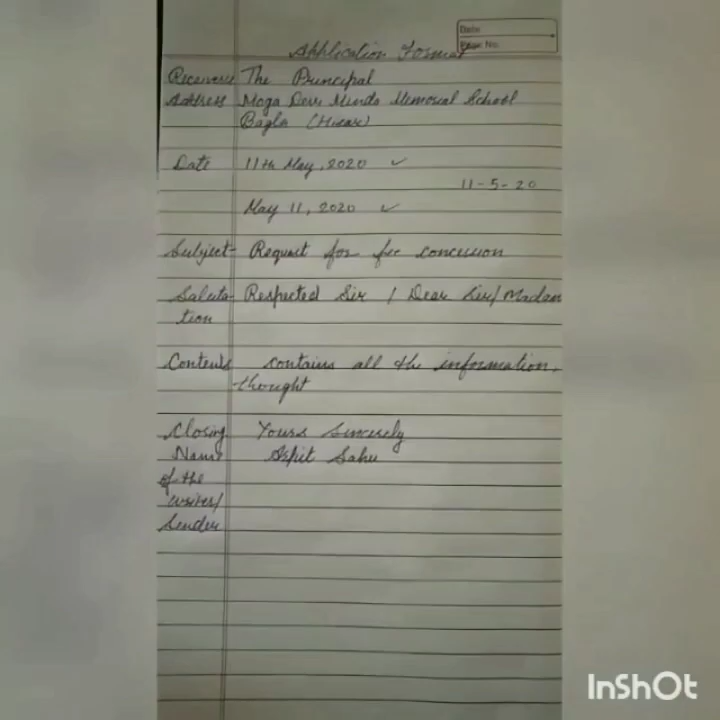 Date
Page No.
Application Format
Receivers The Principal
Address Moga Devi Minda Memorial School
Bagla (Hisar)
Date 11th May, 2020 ✓
11-5-20
May 11, 2020 ✓
Subject- Request for fee concession
Saluta- Respected Sir / Dear Sir/ Madam
tion
Contents contains all the information,
thought
Closing Yours Sincerely
Name Arpit Sahu
of the
writer/
Sender
InShOt